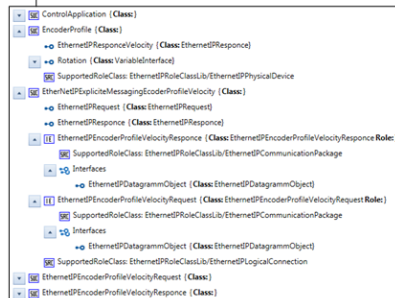 ControlApplication {Class:}
EncoderProfile {Class:}
EthernetIPResponceVelocity {Class: EthernetIPResponce}
Rotation {Class: VariableInterface}
SupportedRoleClass: EthernetIPRoleClassLib/EthernetIPPhysicalDevice
EtherNetIPExpliciteMessagingEcoderProfileVelocity {Class:}
EthernetIPRequest {Class: EthernetIPRequest}
EthernetIPResponce {Class: EthernetIPResponce}
EthernetIPEncoderProfileVelocityResponce {Class: EthernetIPEncoderProfileVelocityResponce Role:
SupportedRoleClass: EthernetIPRoleClassLib/EthernetIPCommunicationPackage
Interfaces
EthernetIPDatagrammObject {Class: EthernetIPDatagrammObject}
EthernetIPEncoderProfileVelocityRequest {Class: EthernetIPEncoderProfileVelocityRequest Role:}
SupportedRoleClass: EthernetIPRoleClassLib/EthernetIPCommunicationPackage
Interfaces
EthernetIPDatagrammObject {Class: EthernetIPDatagrammObject}
SupportedRoleClass: EthernetIPRoleClassLib/EthernetIPLogicalConnection
EthernetIPEncoderProfileVelocityRequest {Class:}
EthernetIPEncoderProfileVelocityResponce {Class:}